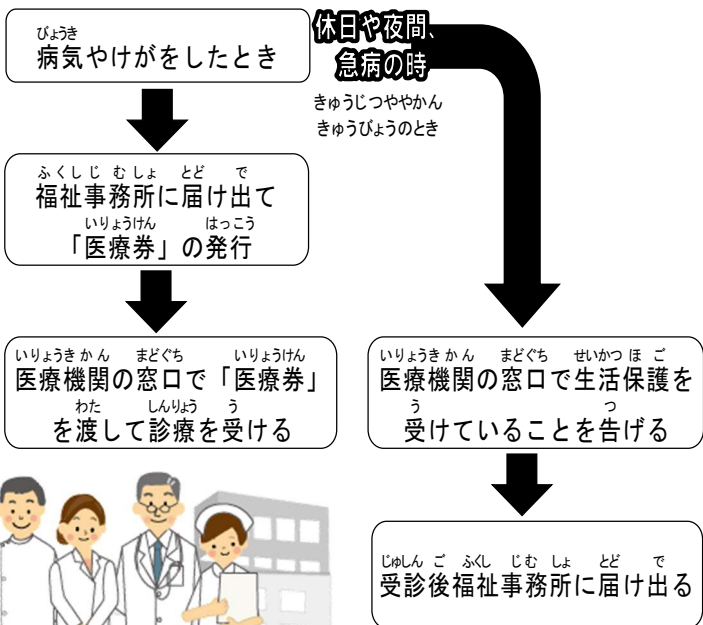 びょうき
病気やけがをしたとき
休日や夜間、
急病の時
きゅうじつややかん
きゅうびょうのとき
ふくしじむしょ とど で
福祉事務所に届け出て
いりょうけん はっこう
「医療券」の発行
いりょうきかん まどぐち いりょうけん
医療機関の窓口で「医療券」
わた しんりょう う
を渡して診療を受ける
いりょうきかん まどぐち せいかつ ほ ご
医療機関の窓口で生活保護を
う つ
受けていることを告げる
じゅしん ご ふくし じむ しょ とど で
受診後福祉事務所に届け出る